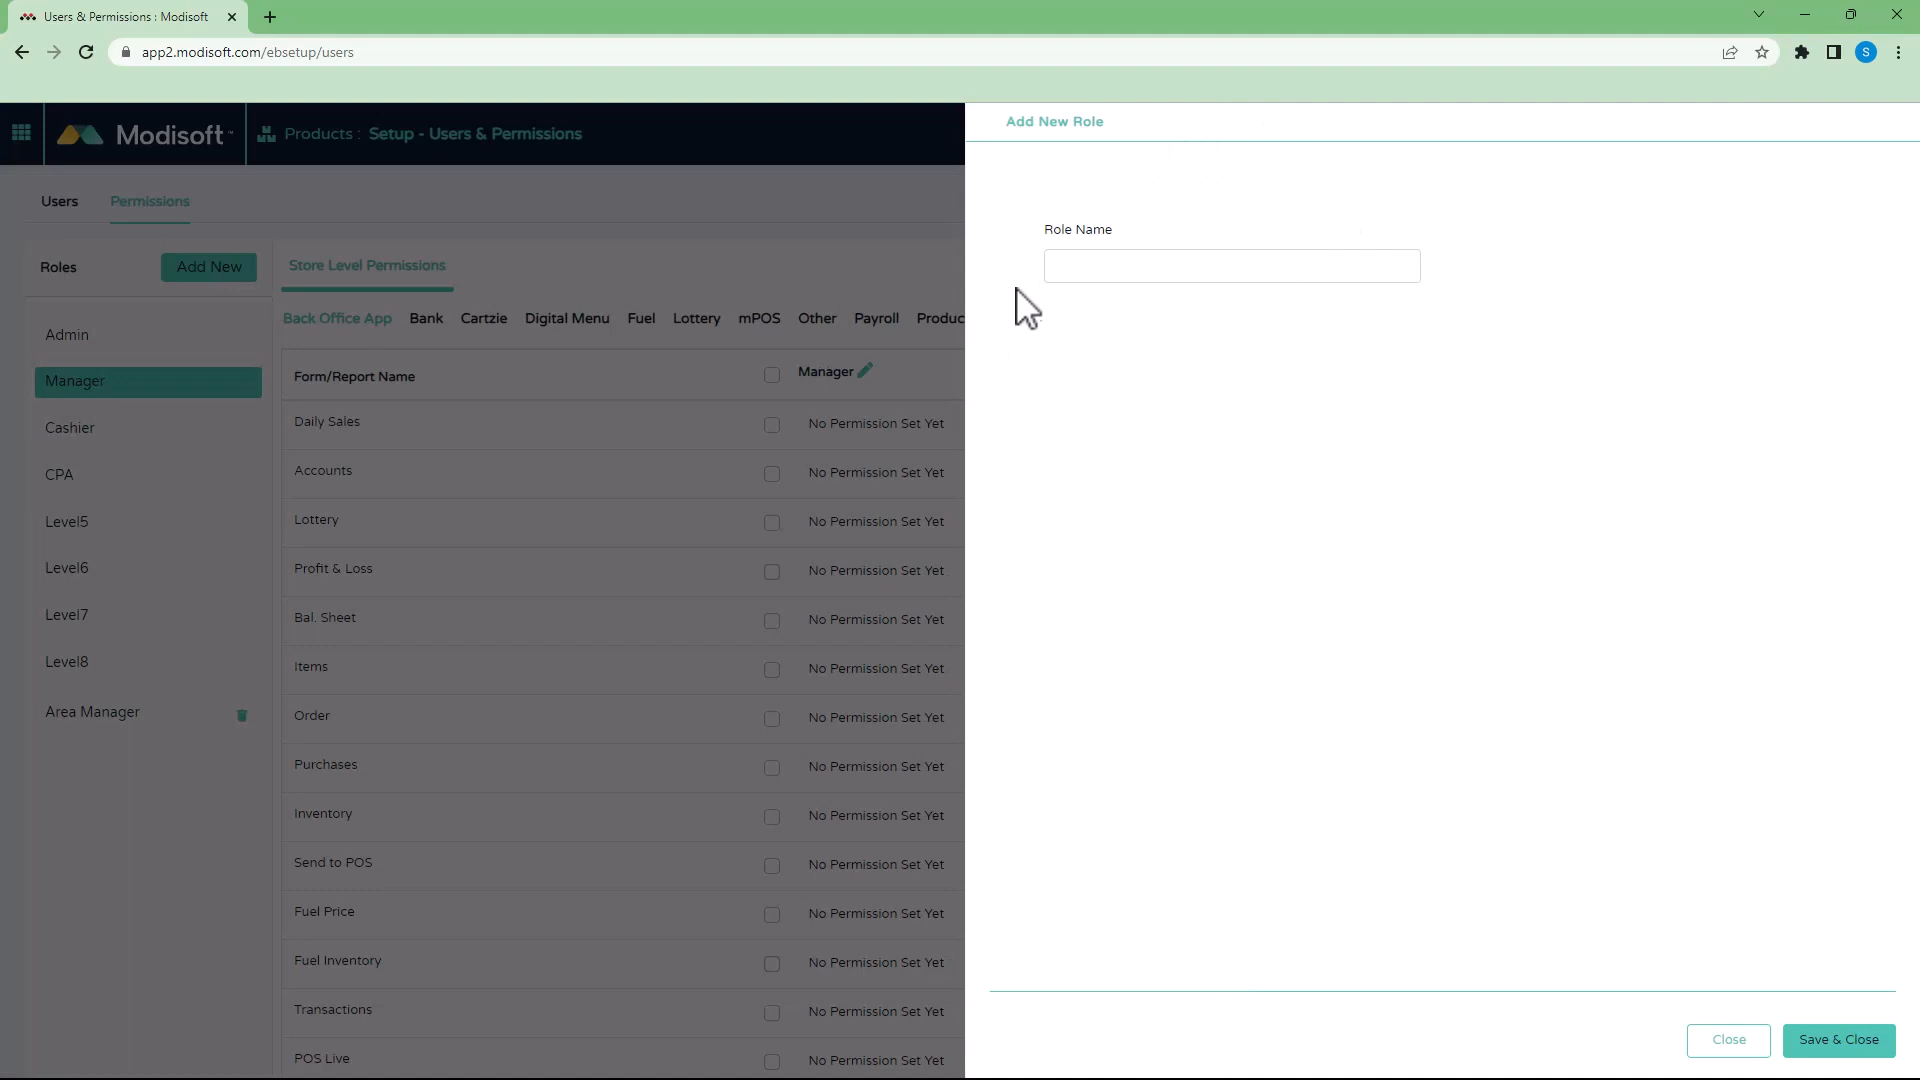 Users & Permissions : Modisoft
app2.modisoft.com/ebsetup/users
S
Modisoft™
Products : Setup - Users & Permissions
Add New Role
Users
Permissions
Roles
Add New
Store Level Permissions
Role Name
Back Office App
Bank
Cartzie
Digital Menu
Fuel
Lottery
mPOS
Other
Payroll
Produc
Admin
Manager
Cashier
CPA
Level5
Level6
Level7
Level8
Area Manager
Form/Report Name
Manager
Daily Sales
No Permission Set Yet
Accounts
No Permission Set Yet
Lottery
No Permission Set Yet
Profit & Loss
No Permission Set Yet
Bal. Sheet
No Permission Set Yet
Items
No Permission Set Yet
Order
No Permission Set Yet
Purchases
No Permission Set Yet
Inventory
No Permission Set Yet
Send to POS
No Permission Set Yet
Fuel Price
No Permission Set Yet
Fuel Inventory
No Permission Set Yet
Transactions
No Permission Set Yet
POS Live
No Permission Set Yet
Close
Save & Close